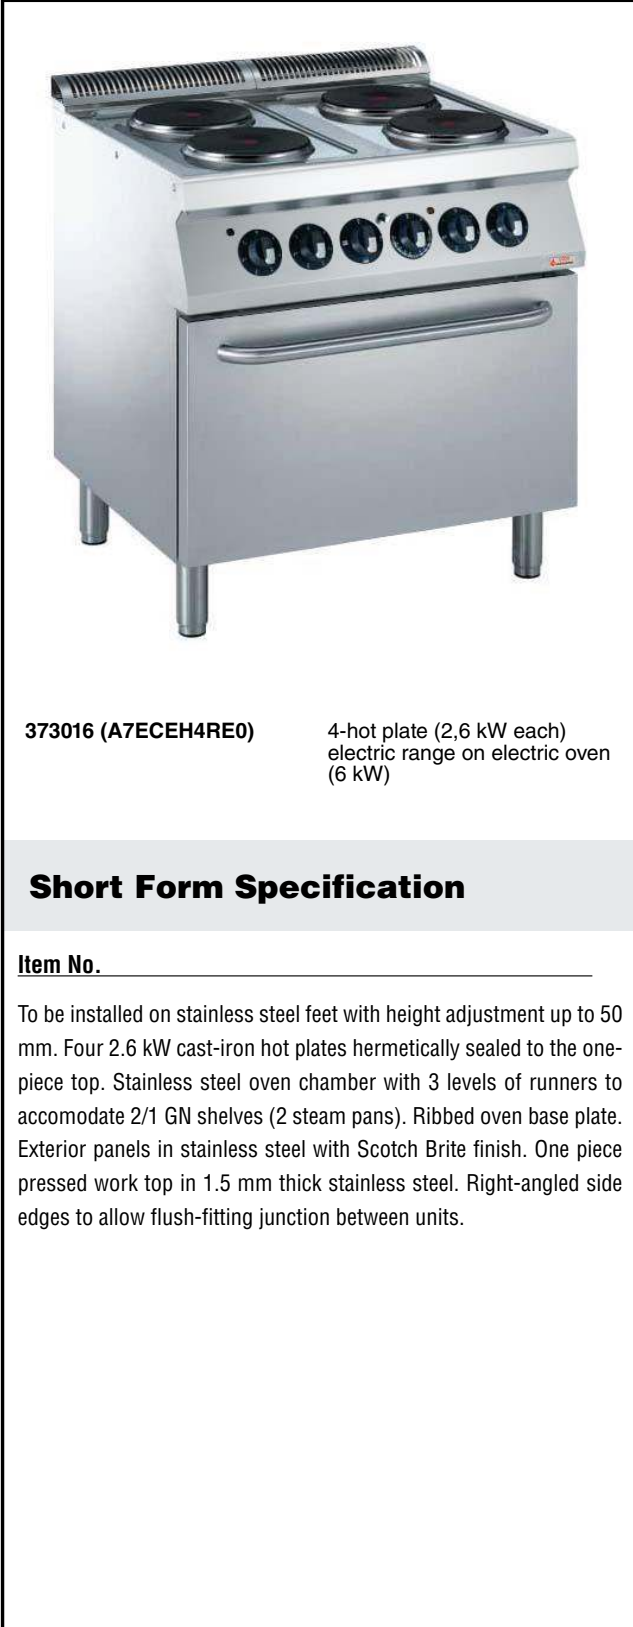 373016 (A7ECEH4RE0)
4-hot plate (2,6 kW each)
electric range on electric oven
(6 kW)
Short Form Specification
Item No.
To be installed on stainless steel feet with height adjustment up to 50
mm. Four 2.6 kW cast-iron hot plates hermetically sealed to the one-
piece top. Stainless steel oven chamber with 3 levels of runners to
accomodate 2/1 GN shelves (2 steam pans). Ribbed oven base plate.
Exterior panels in stainless steel with Scotch Brite finish. One piece
pressed work top in 1.5 mm thick stainless steel. Right-angled side
edges to allow flush-fitting junction between units.